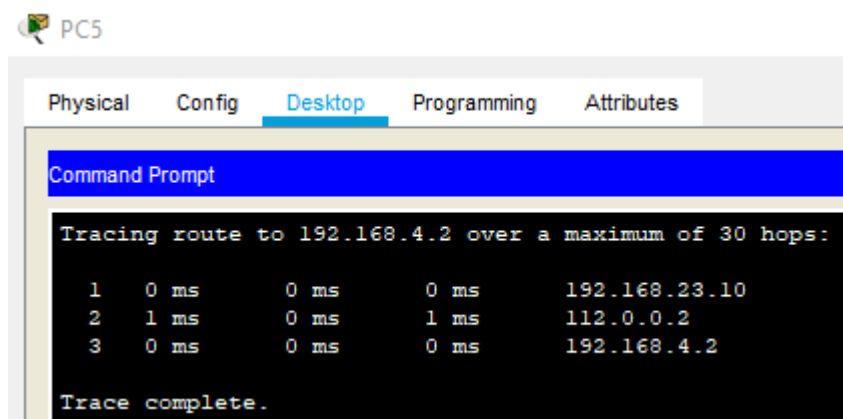 PC5
Physical Config Desktop Programming Attributes
Command Prompt
Tracing route to 192.168.4.2 over a maximum of 30 hops:
1 0 ms 0 ms 0 ms 192.168.23.10
2 1 ms 0 ms 1 ms 112.0.0.2
3 0 ms 0 ms 0 ms 192.168.4.2
Trace complete.